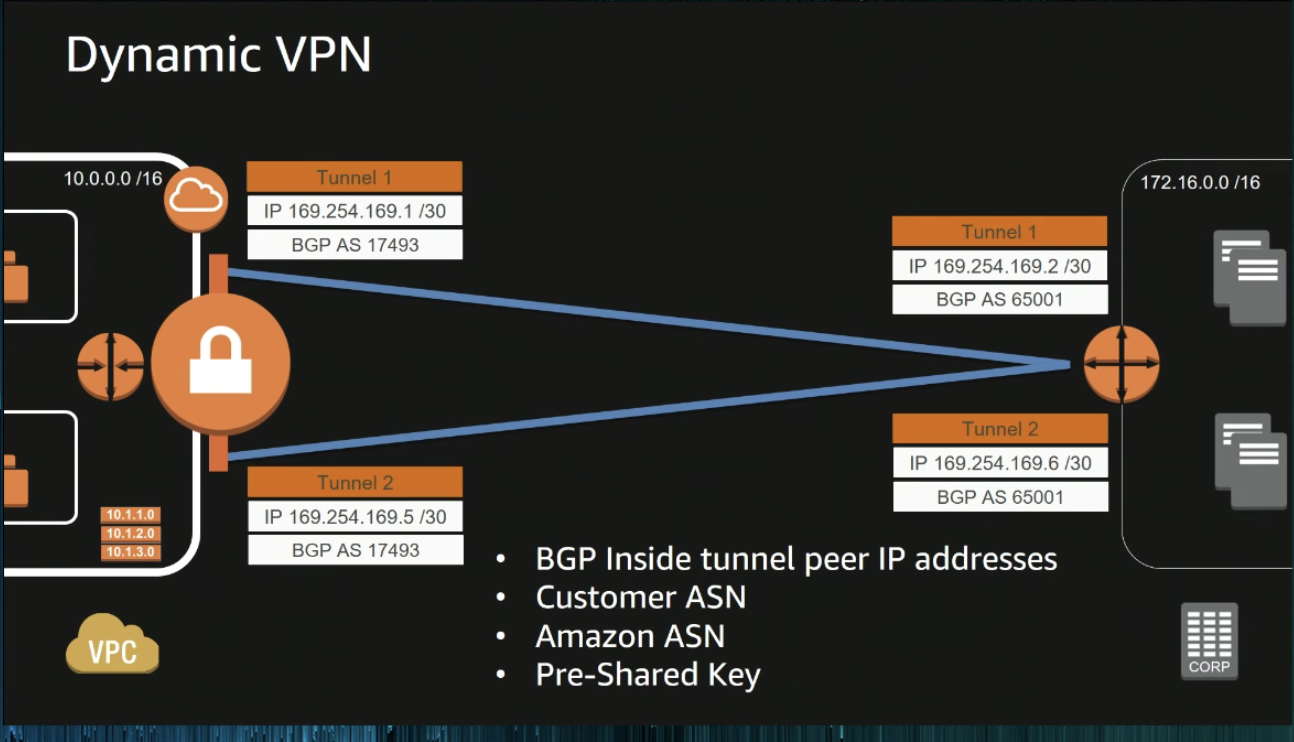 Dynamic VPN
10.0.0.0 /16
Tunnel 1
IP 169.254.169.1 /30
BGP AS 17493
172.16.0.0 /16
Tunnel 1
IP 169.254.169.2 /30
BGP AS 65001
Tunnel 2
IP 169.254.169.6 /30
BGP AS 65001
Tunnel 2
IP 169.254.169.5 /30
BGP AS 17493
10.1.1.0
10.1.2.0
10.1.3.0
• BGP Inside tunnel peer IP addresses
• Customer ASN
• Amazon ASN
• Pre-Shared Key
VPC
CORP